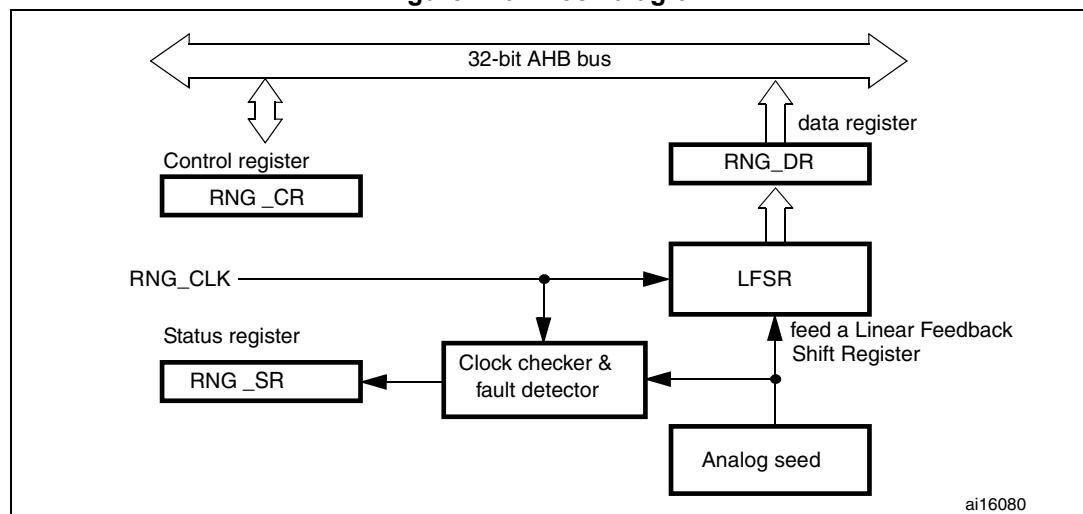 32-bit AHB bus
data register
Control register
RNG_DR
RNG _CR
RNG_CLK
LFSR
Status register
feed a Linear Feedback
Shift Register
Clock checker &
fault detector
RNG _SR
Analog seed
ai16080